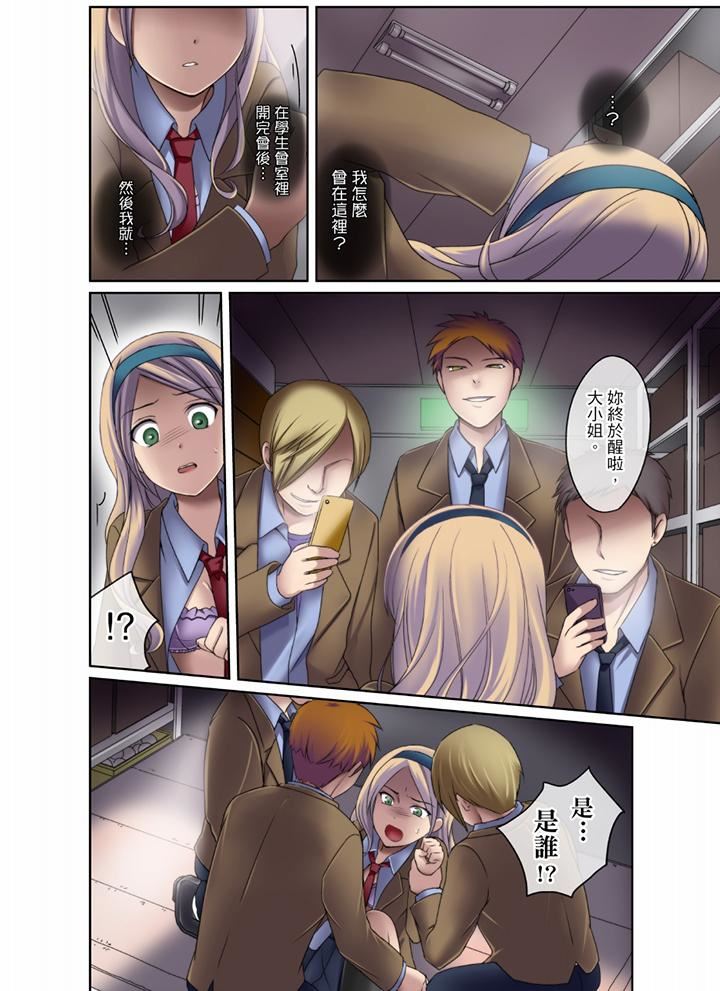 …?
我怎麼
會在這裡?
在學生會室裡
開完會後…
然後我就…
妳終於醒啦,
大小姐。
!?
是…
是誰!?